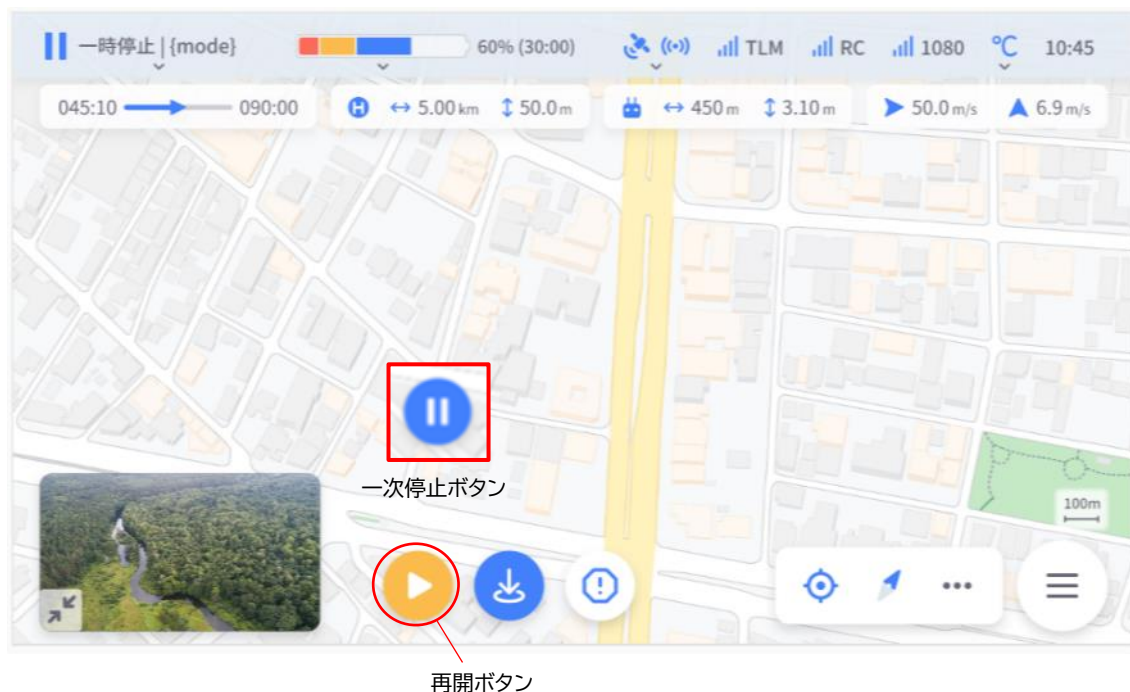 一時停止 | {mode} 60% (30:00) TLM RC 1080 ℃ 10:45
045:10 090:00 H 5.00 km 50.0 m 450 m 3.10 m 50.0 m/s 6.9 m/s
一次停止ボタン
100m
再開ボタン